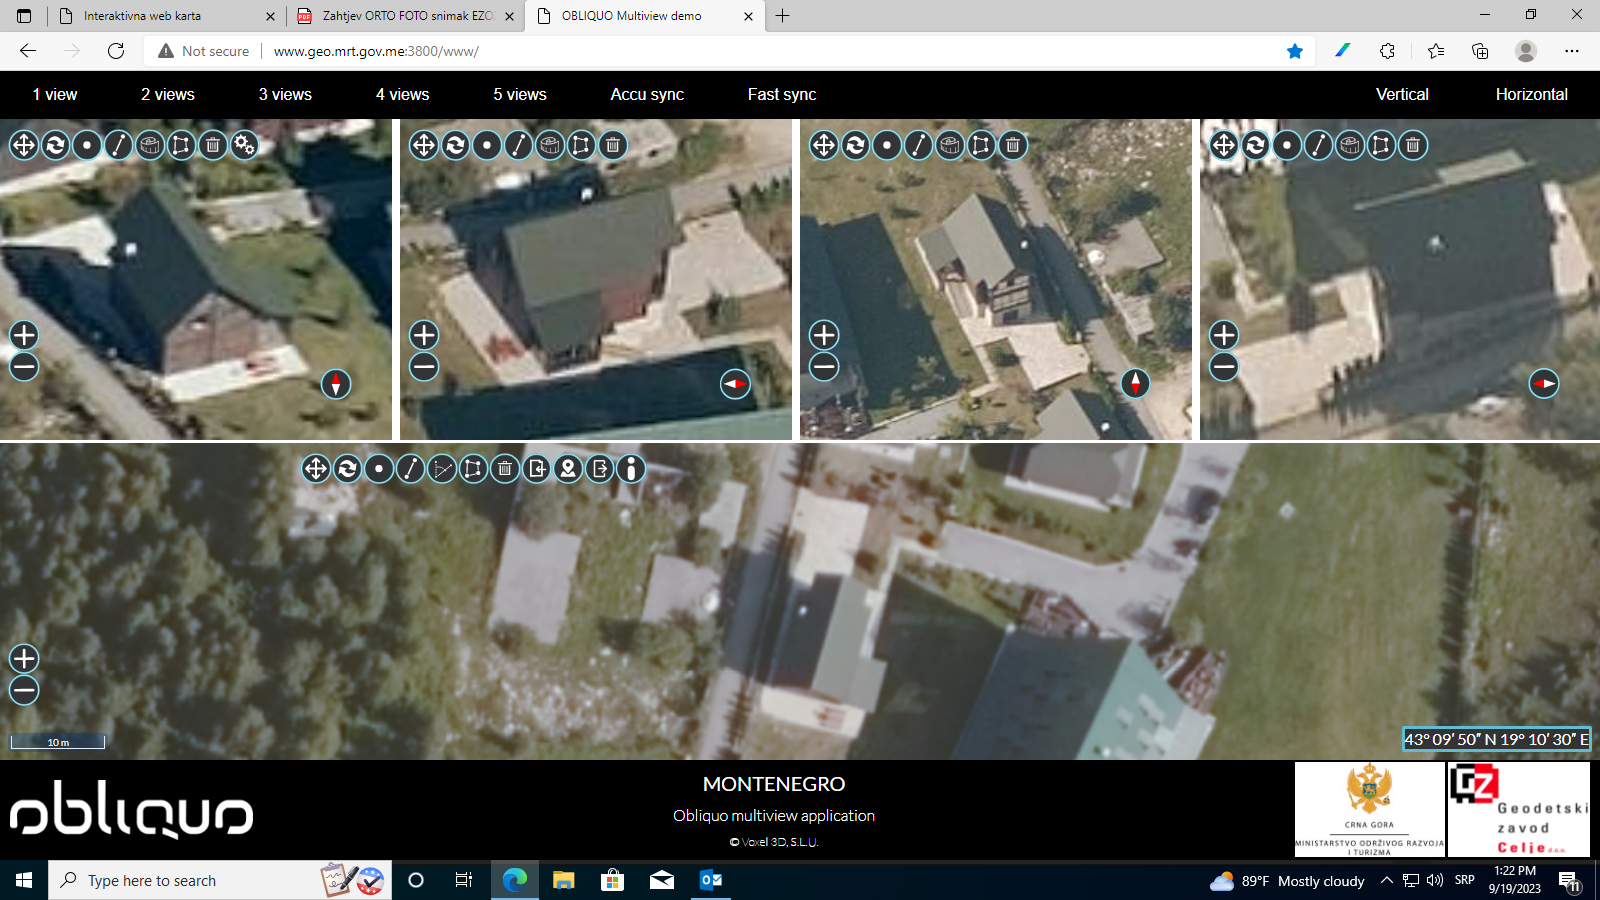 Interaktivna web karta
Zahtjev ORTO FOTO snimak EZO
OBLIQUO Multiview demo
Not secure
www.geo.mrt.gov.me:3800/www/
1 view 2 views 3 views 4 views 5 views Accu sync Fast sync Vertical Horizontal
10 m
43° 09′ 50″ N 19° 10′ 30″ E
obliquo
MONTENEGRO
Obliquo multiview application
© Voxel 3D, S.L.U.
CRNA GORA
MINISTARSTVO ODRŽIVOG RAZVOJA
I TURIZMA
GZ
Geodetski
zavod
Celje d.o.o.
Type here to search
89°F Mostly cloudy
SRP
1:22 PM
9/19/2023
11